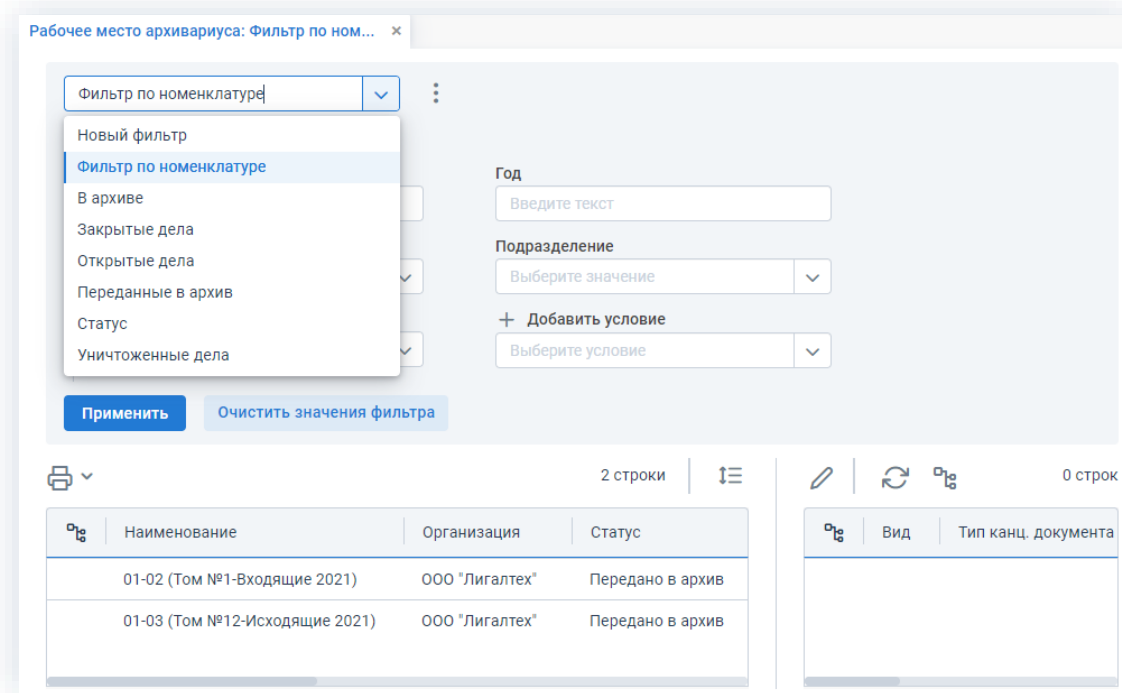 Рабочее место архивариуса: Фильтр по ном... ×
Фильтр по номенклатуре
Новый фильтр
Фильтр по номенклатуре
В архиве
Закрытые дела
Открытые дела
Переданные в архив
Статус
Уничтоженные дела
Год
Введите текст
Подразделение
Выберите значение
+ Добавить условие
Выберите условие
Применить Очистить значения фильтра
2 строки 0 строк
Наименование Организация Статус Вид Тип канц. документа
01-02 (Том №1-Входящие 2021) ООО "Лигалтех" Передано в архив
01-03 (Том №12-Исходящие 2021) ООО "Лигалтех" Передано в архив